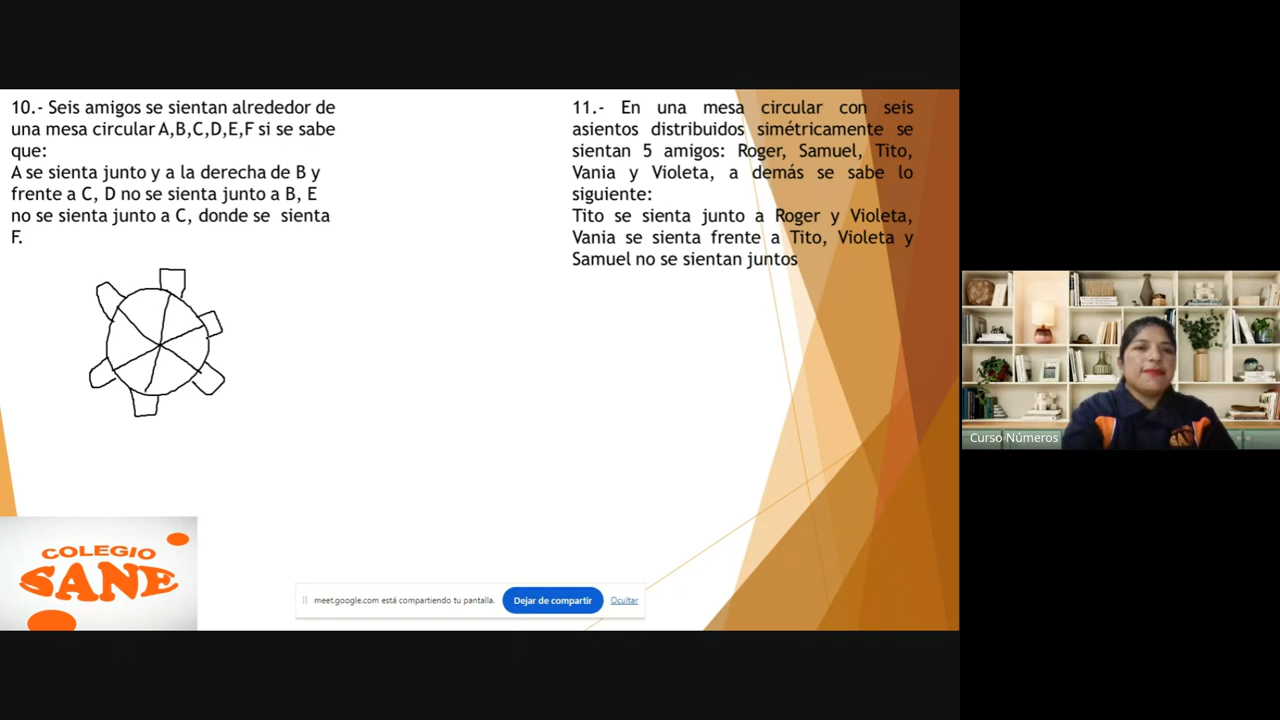 10.- Seis amigos se sientan alrededor de
una mesa circular A,B,C,D,E,F si se sabe
que:
A se sienta junto y a la derecha de B y
frente a C, D no se sienta junto a B, E
no se sienta junto a C, donde se sienta
F.
11.- En una mesa circular con seis
asientos distribuidos simétricamente se
sientan 5 amigos: Roger, Samuel, Tito,
Vania y Violeta, a demás se sabe lo
siguiente:
Tito se sienta junto a Roger y Violeta,
Vania se sienta frente a Tito, Violeta y
Samuel no se sientan juntos
COLEGIO
SANE
meet.google.com está compartiendo tu pantalla.
Dejar de compartir
Ocultar
Curso Números